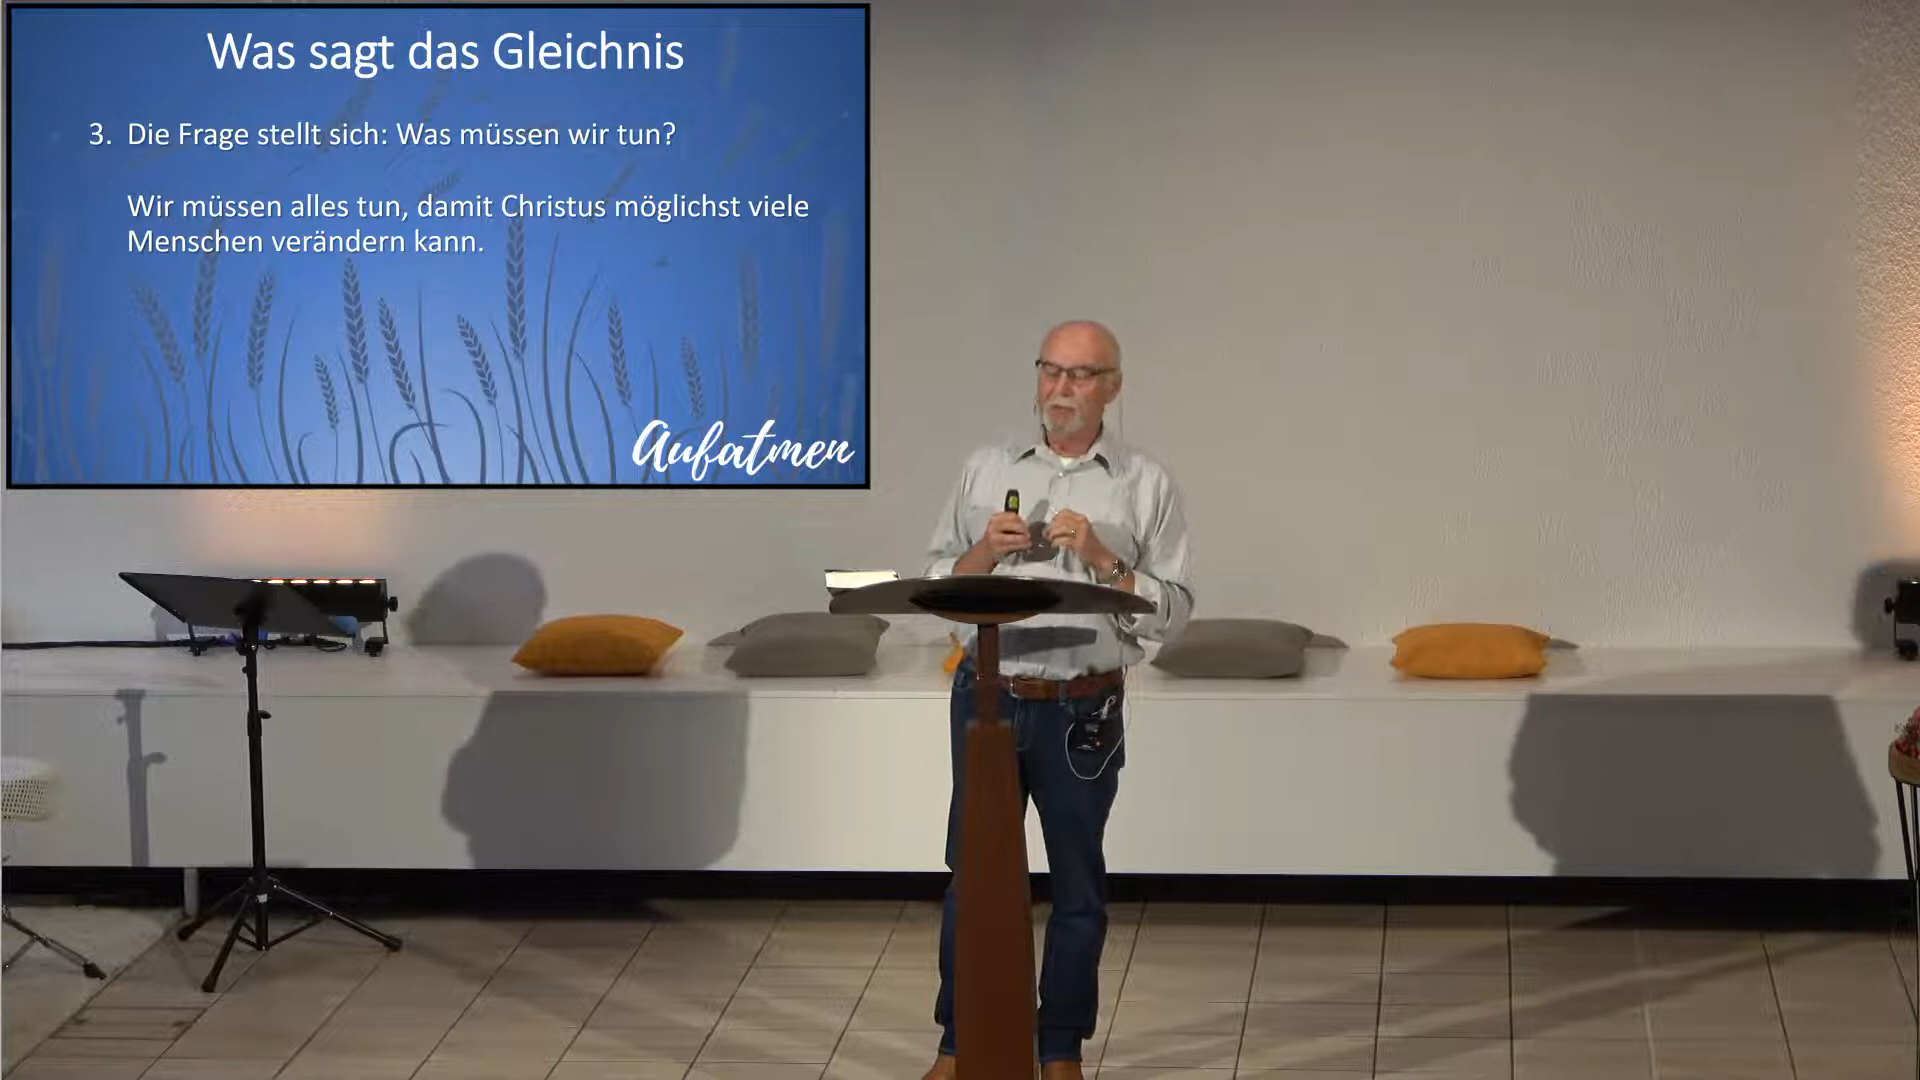 Was sagt das Gleichnis
3. Die Frage stellt sich: Was müssen wir tun?
Wir müssen alles tun, damit Christus möglichst viele
Menschen verändern kann.
Aufatmen